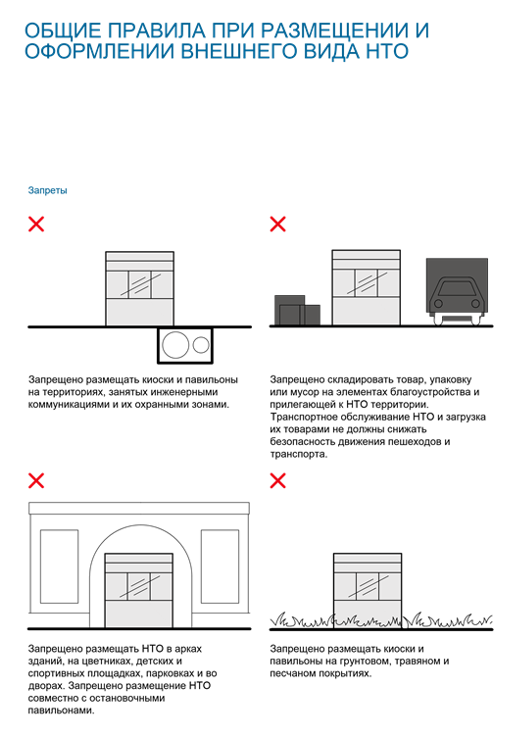 ОБЩИЕ ПРАВИЛА ПРИ РАЗМЕЩЕНИИ И
ОФОРМЛЕНИИ ВНЕШНЕГО ВИДА НТО
Запреты
Запрещено размещать киоски и павильоны
на территориях, занятых инженерными
коммуникациями и их охранными зонами.
Запрещено складировать товар, упаковку
или мусор на элементах благоустройства и
прилегающей к НТО территории.
Транспортное обслуживание НТО и загрузка
их товарами не должны снижать
безопасность движения пешеходов и
транспорта.
Запрещено размещать НТО в арках
зданий, на цветниках, детских и
спортивных площадках, парковках и во
дворах. Запрещено размещение НТО
совместно с остановочными
павильонами.
Запрещено размещать киоски и
павильоны на грунтовом, травяном и
песчаном покрытиях.